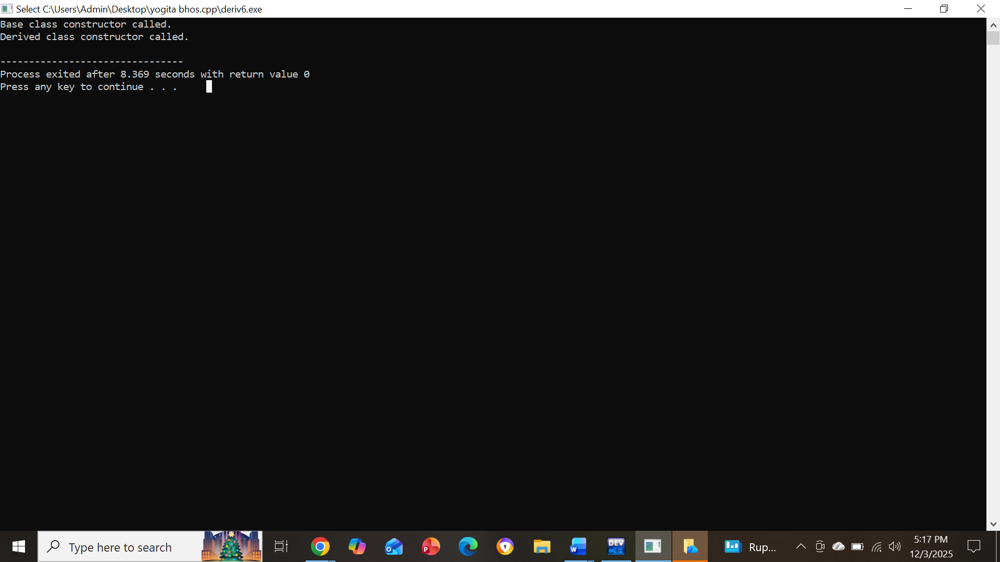 Select C:\Users\Admin\Desktop\yogita bhos.cpp\deriv6.exe
Base class constructor called.
Derived class constructor called.
--------------------------------
Process exited after 8.369 seconds with return value 0
Press any key to continue . . .
Type here to search
DEV
C++
Rup...
5:17 PM
12/3/2025